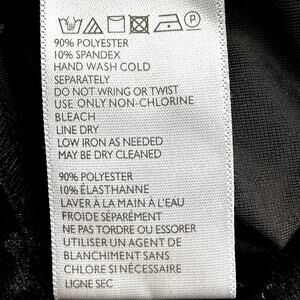 90% POLYESTER
10% SPANDEX
HAND WASH COLD
SEPARATELY
DO NOT WRING OR TWIST
USE ONLY NON-CHLORINE
BLEACH
LINE DRY
LOW IRON AS NEEDED
MAY BE DRY CLEANED
90% POLYESTER
10% ÉLASTHANNE
LAVER À LA MAIN À L'EAU
FROIDE SÉPARÉMENT
NE PAS TORDRE OU ESSORER
UTILISER UN AGENT DE
BLANCHIMENT SANS
CHLORE SI NÉCESSAIRE
LIGNE SEC